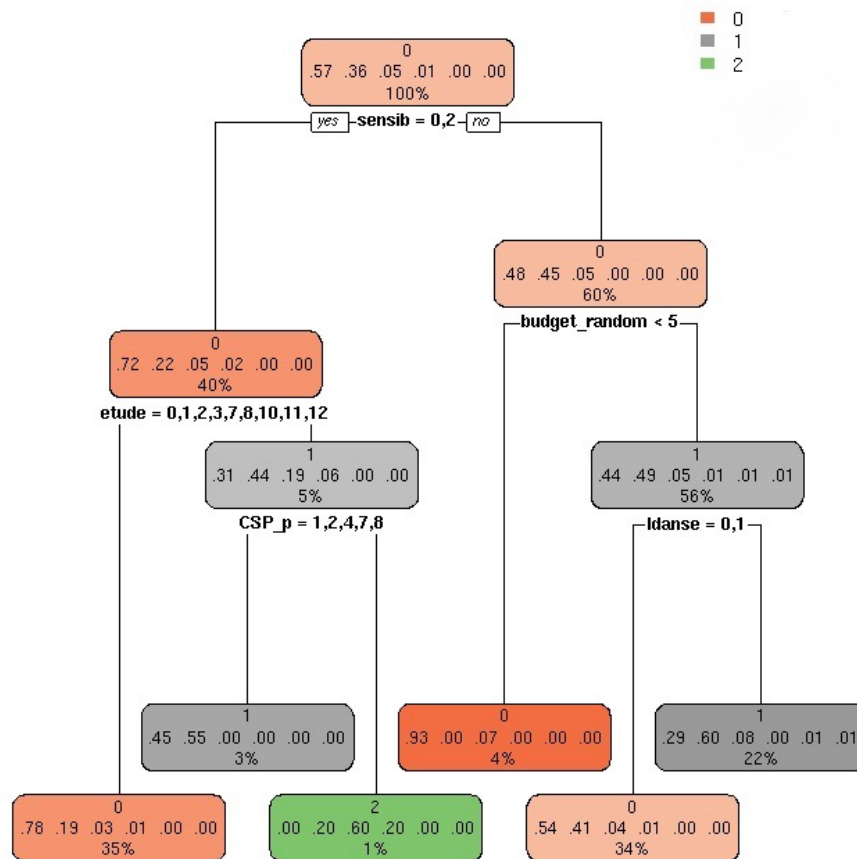 0
1
2
0
.57 .36 .05 .01 .00 .00
100%
yes sensib = 0,2 no
0
.48 .45 .05 .00 .00 .00
60%
budget_random < 5
0
.72 .22 .05 .02 .00 .00
40%
etude = 0,1,2,3,7,8,10,11,12
1
.31 .44 .19 .06 .00 .00
5%
CSP_p = 1,2,4,7,8
1
.44 .49 .05 .01 .01 .01
56%
ldanse = 0,1
1
.45 .55 .00 .00 .00 .00
3%
0
.93 .00 .07 .00 .00 .00
4%
1
.29 .60 .08 .00 .01 .01
22%
0
.78 .19 .03 .01 .00 .00
35%
2
.00 .20 .60 .20 .00 .00
1%
0
.54 .41 .04 .01 .00 .00
34%